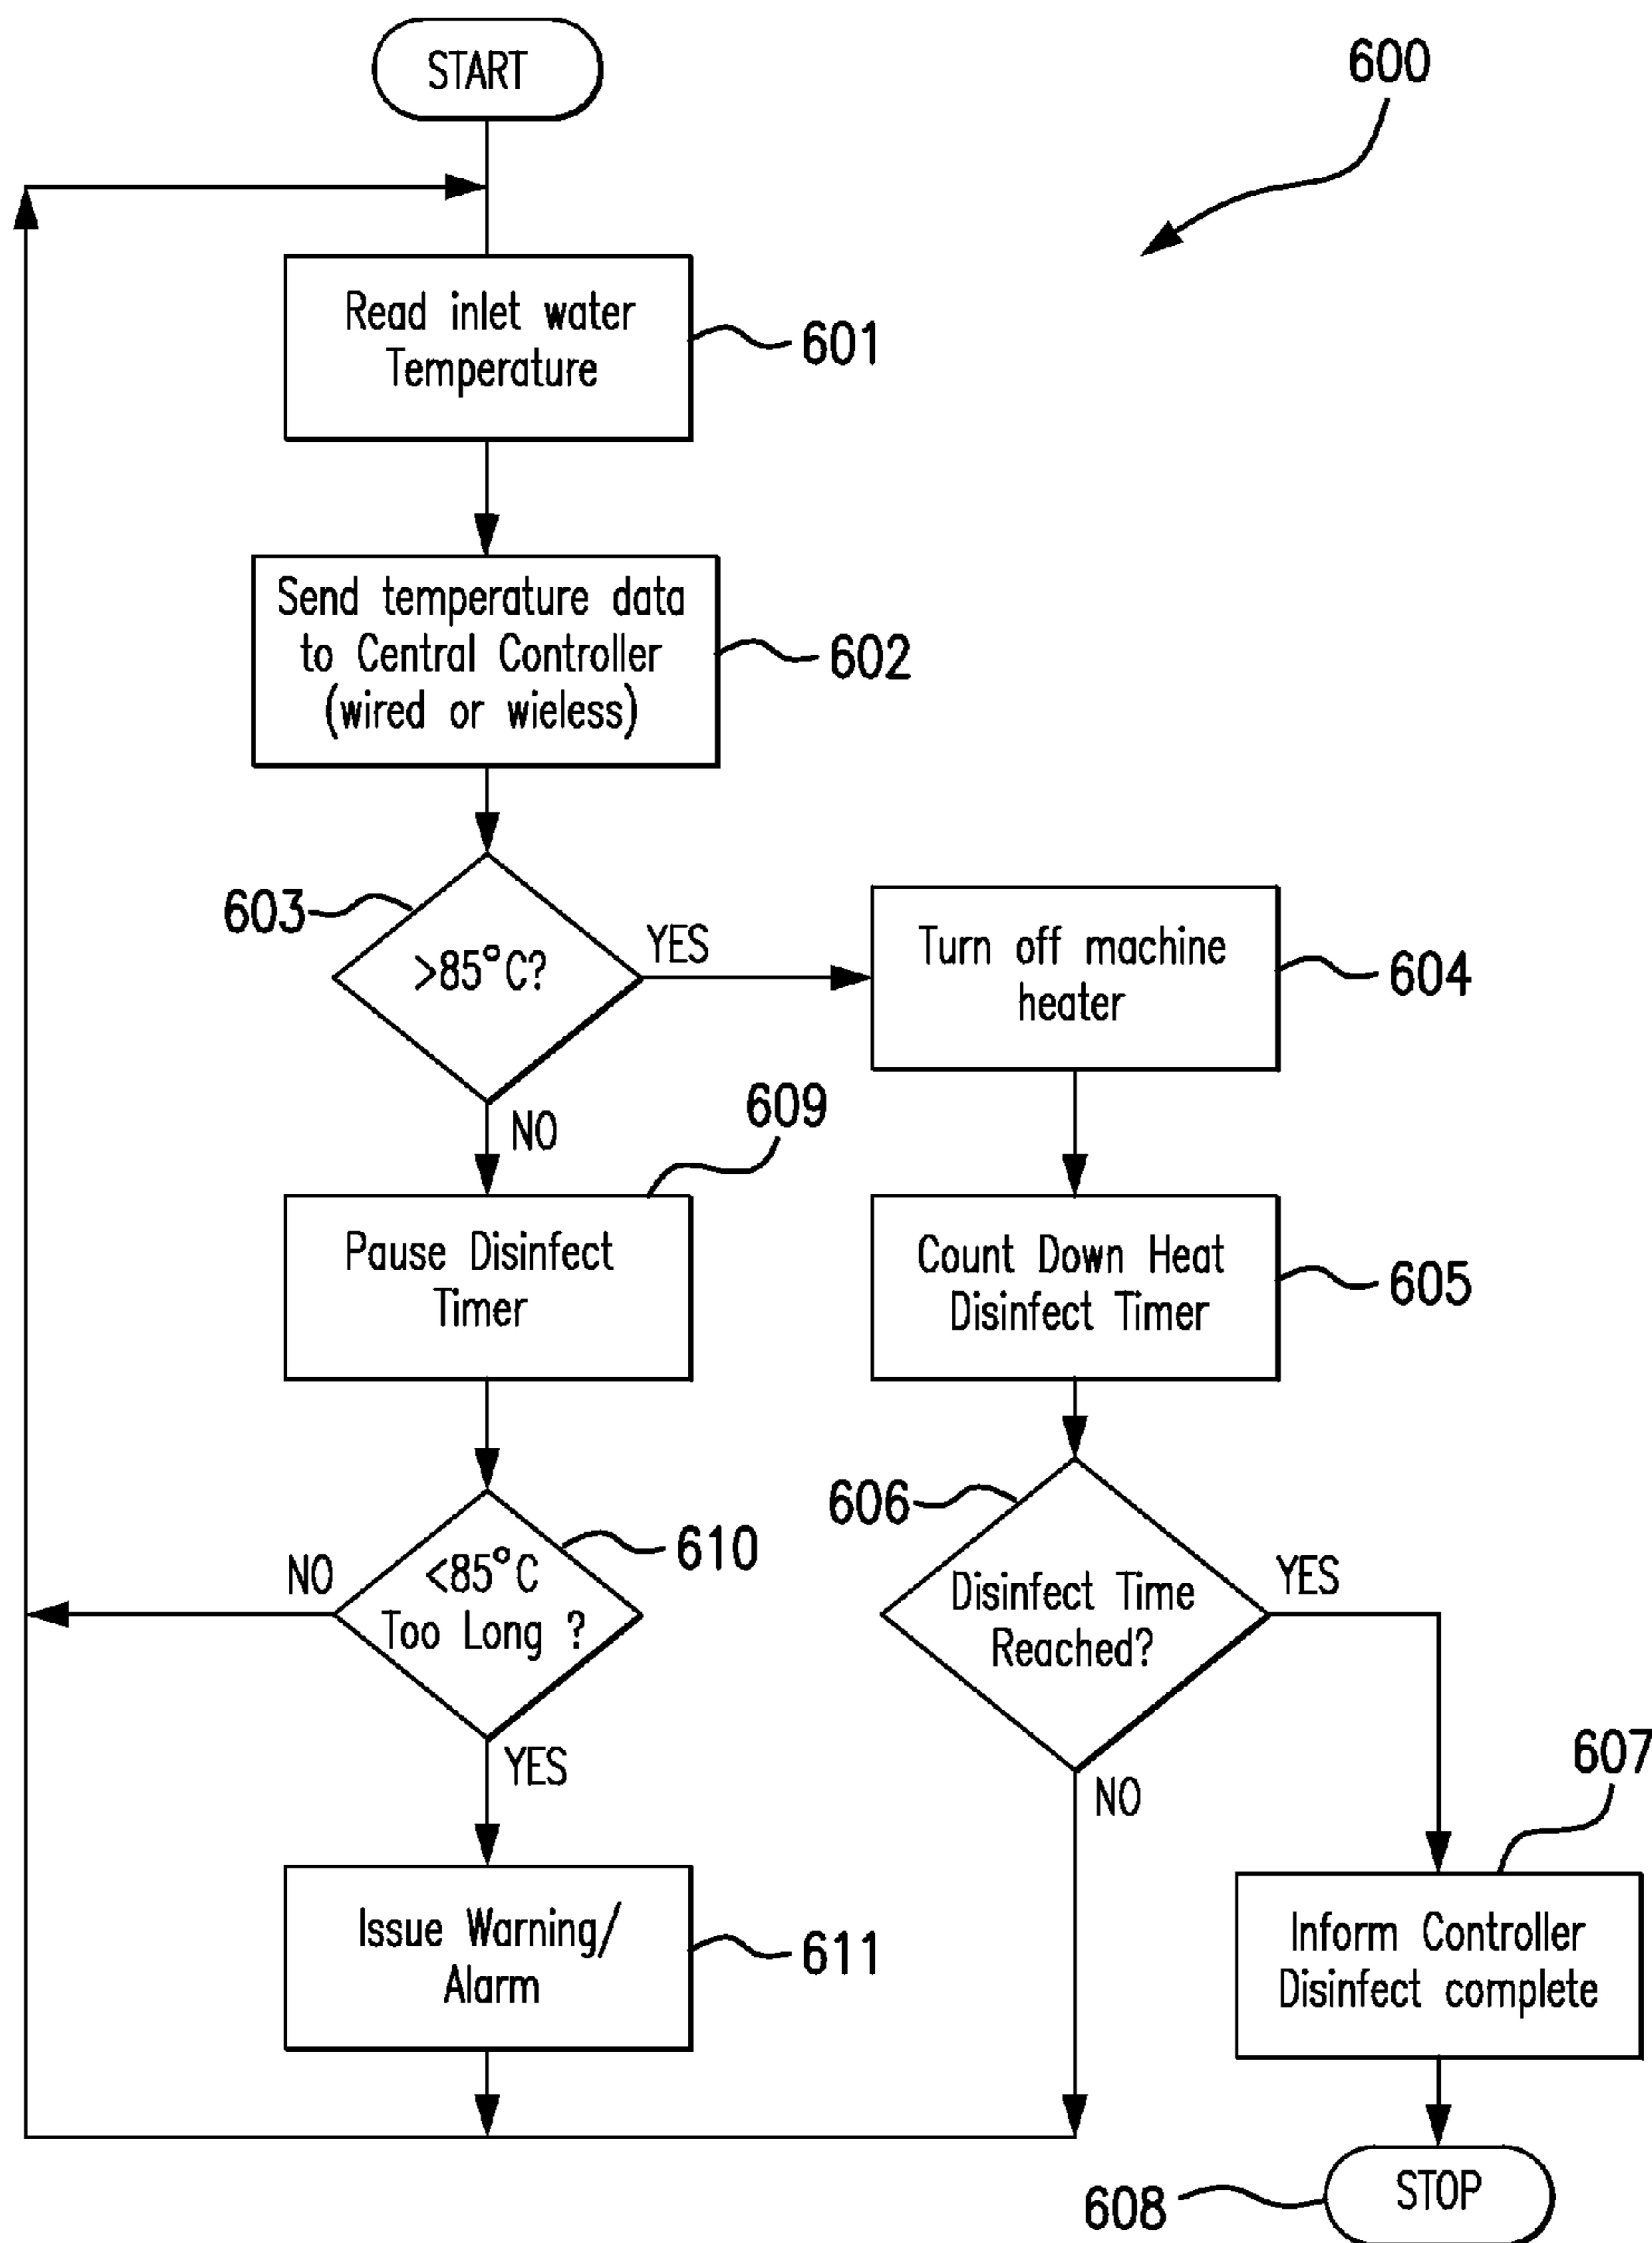 START
600
Read inlet water
Temperature
601
Send temperature data
to Central Controller
(wired or wieless)
602
603
>85°C?
YES
NO
Turn off machine
heater
604
609
Pause Disinfect
Timer
Count Down Heat
Disinfect Timer
605
606
Disinfect Time
Reached?
YES
NO
NO
<85°C
Too Long ?
610
YES
607
Issue Warning/
Alarm
611
Inform Controller
Disinfect complete
608
STOP